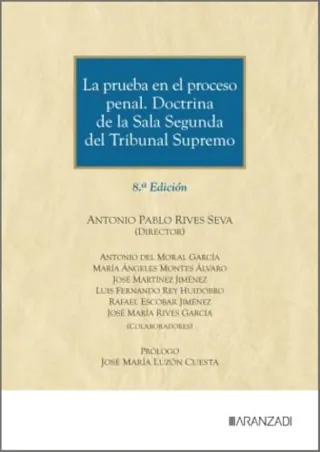 La prueba en el proceso
penal. Doctrina
de la Sala Segunda
del Tribunal Supremo
8.ª Edición
Antonio Pablo Rives Seva
(Director)
Antonio del Moral García
María Ángeles Montes Álvaro
José Martínez Jiménez
Luis Fernando Rey Huidobro
Rafael Escobar Jiménez
José María Rives García
(Colaboradores)
Prólogo
José María Luzón Cuesta
ARANZADI